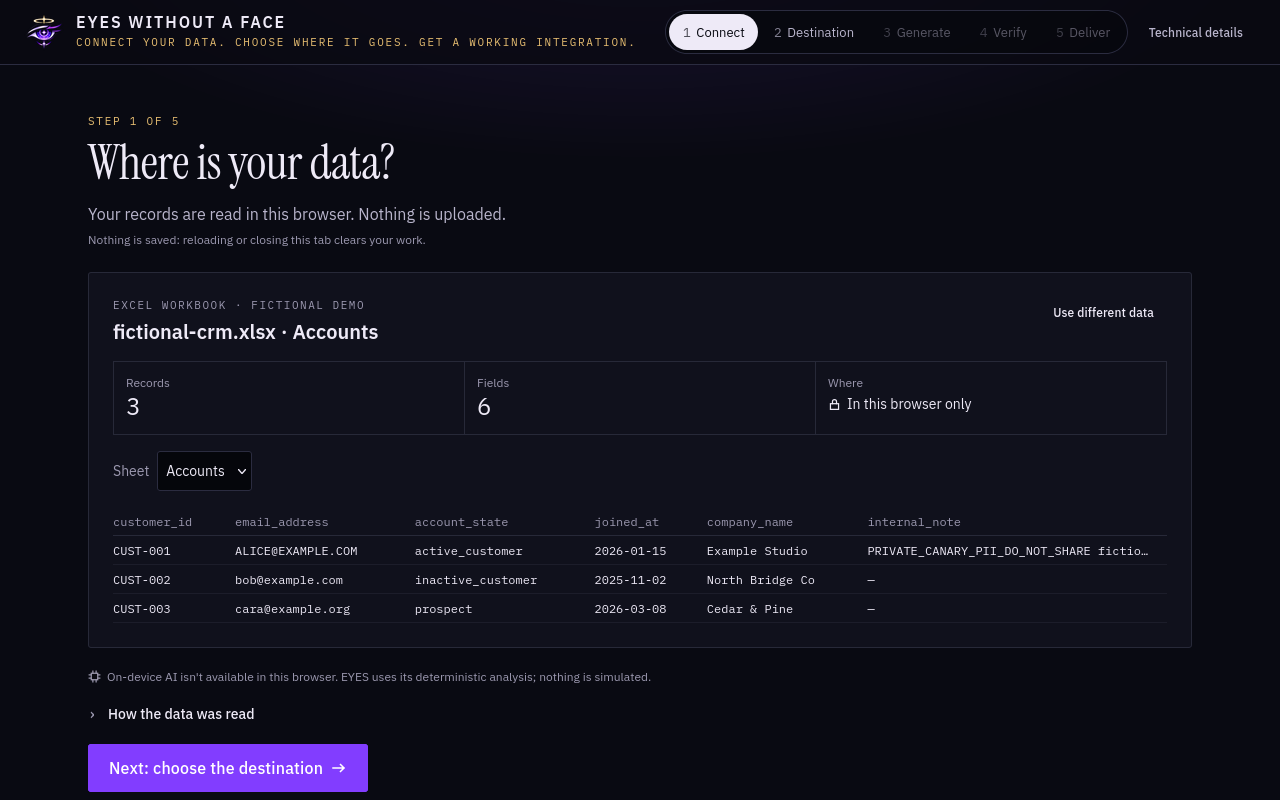 EYES WITHOUT A FACE
CONNECT YOUR DATA. CHOOSE WHERE IT GOES. GET A WORKING INTEGRATION.
1 Connect
2 Destination
3 Generate
4 Verify
5 Deliver
Technical details
STEP 1 OF 5
Where is your data?
Your records are read in this browser. Nothing is uploaded.
Nothing is saved: reloading or closing this tab clears your work.
EXCEL WORKBOOK · FICTIONAL DEMO
fictional-crm.xlsx · Accounts
Use different data
Records
3
Fields
6
Where
In this browser only
Sheet Accounts
customer_id email_address account_state joined_at company_name internal_note
CUST-001 ALICE@EXAMPLE.COM active_customer 2026-01-15 Example Studio PRIVATE_CANARY_PII_DO_NOT_SHARE fictio…
CUST-002 bob@example.com inactive_customer 2025-11-02 North Bridge Co —
CUST-003 cara@example.org prospect 2026-03-08 Cedar & Pine —
On-device AI isn't available in this browser. EYES uses its deterministic analysis; nothing is simulated.
› How the data was read
Next: choose the destination →